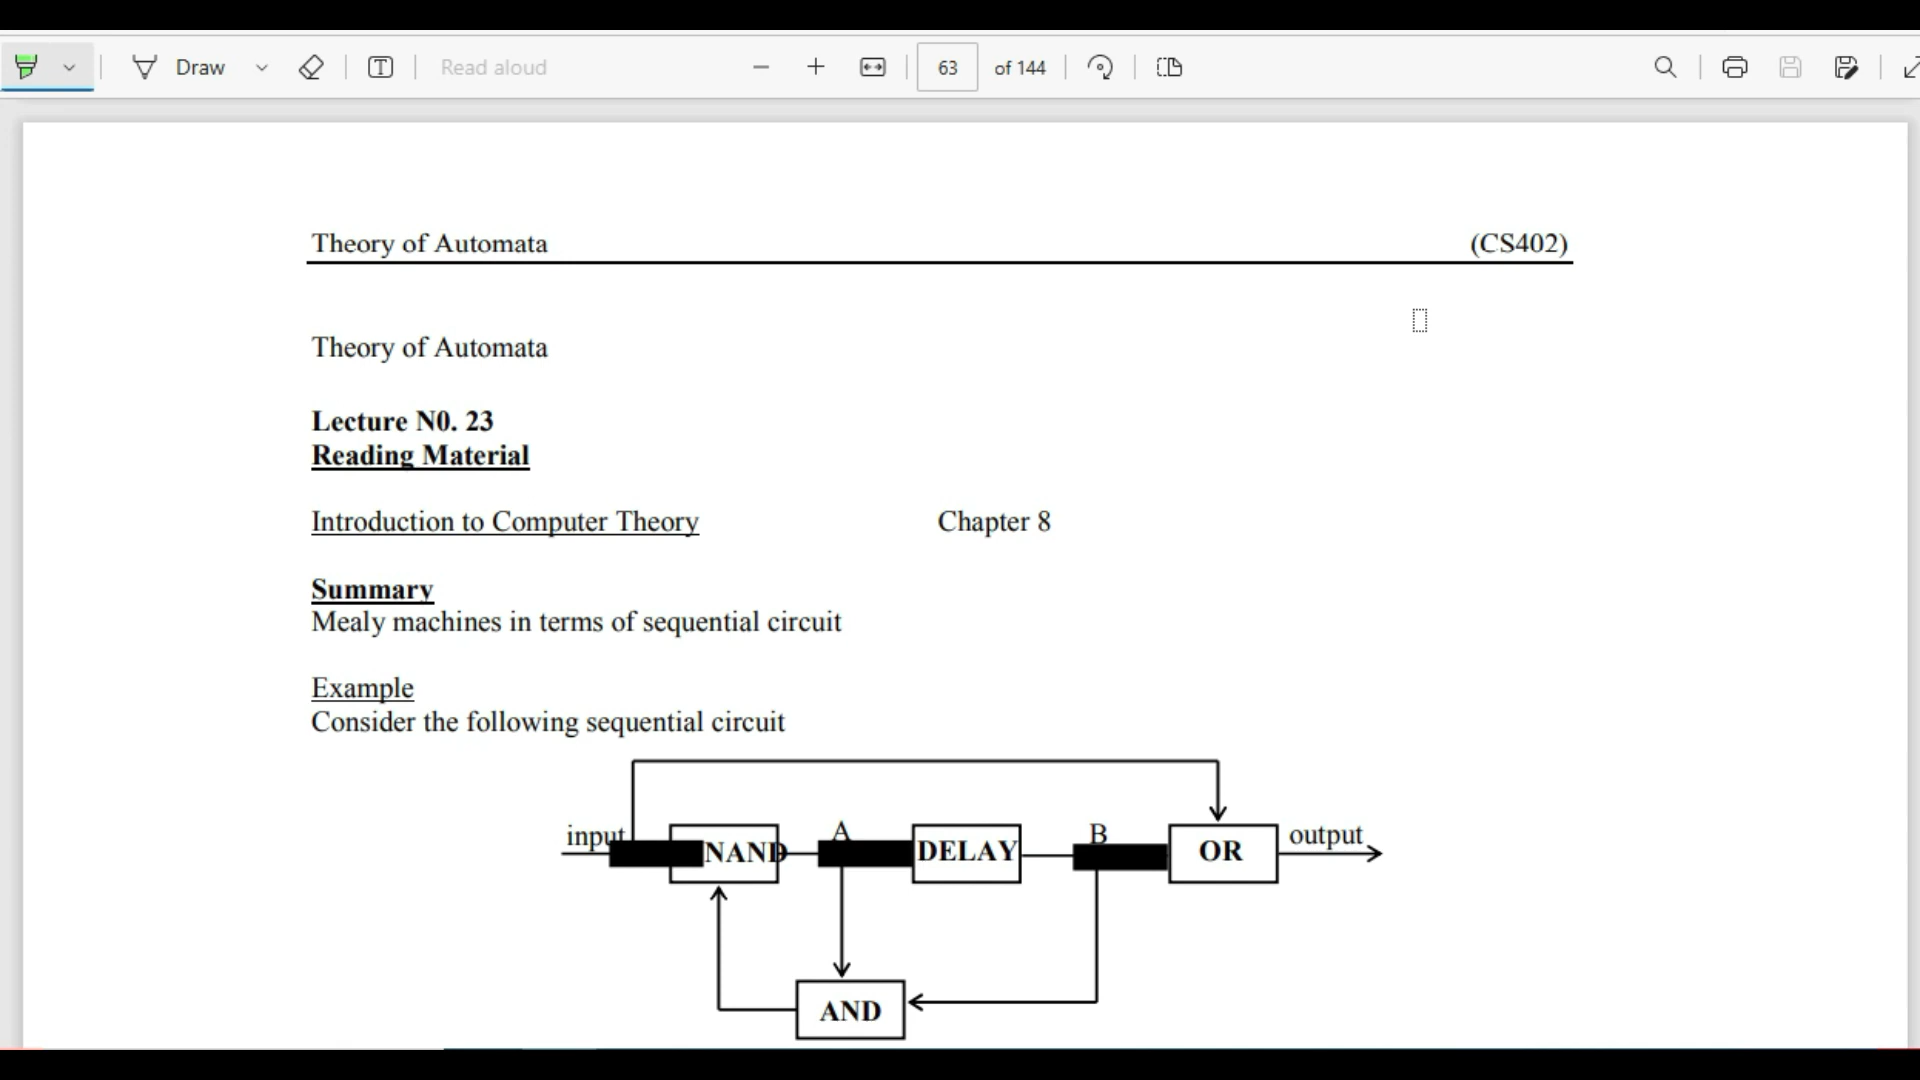 Draw
Read aloud
63 of 144
Theory of Automata (CS402)
Theory of Automata
Lecture N0. 23
Reading Material
Introduction to Computer Theory Chapter 8
Summary
Mealy machines in terms of sequential circuit
Example
Consider the following sequential circuit
input A B output
NAND DELAY OR
AND